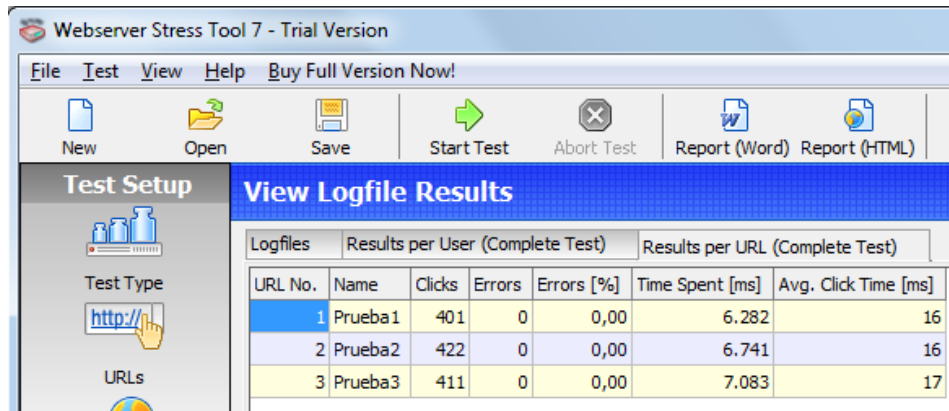 Webserver Stress Tool 7 - Trial Version
File Test View Help Buy Full Version Now!
New Open Save Start Test Abort Test Report (Word) Report (HTML)
Test Setup
View Logfile Results
Logfiles Results per User (Complete Test) Results per URL (Complete Test)
Test Type
URL No. Name Clicks Errors Errors [%] Time Spent [ms] Avg. Click Time [ms]
http://
1 Prueba1 401 0 0,00 6.282 16
2 Prueba2 422 0 0,00 6.741 16
URLs
3 Prueba3 411 0 0,00 7.083 17